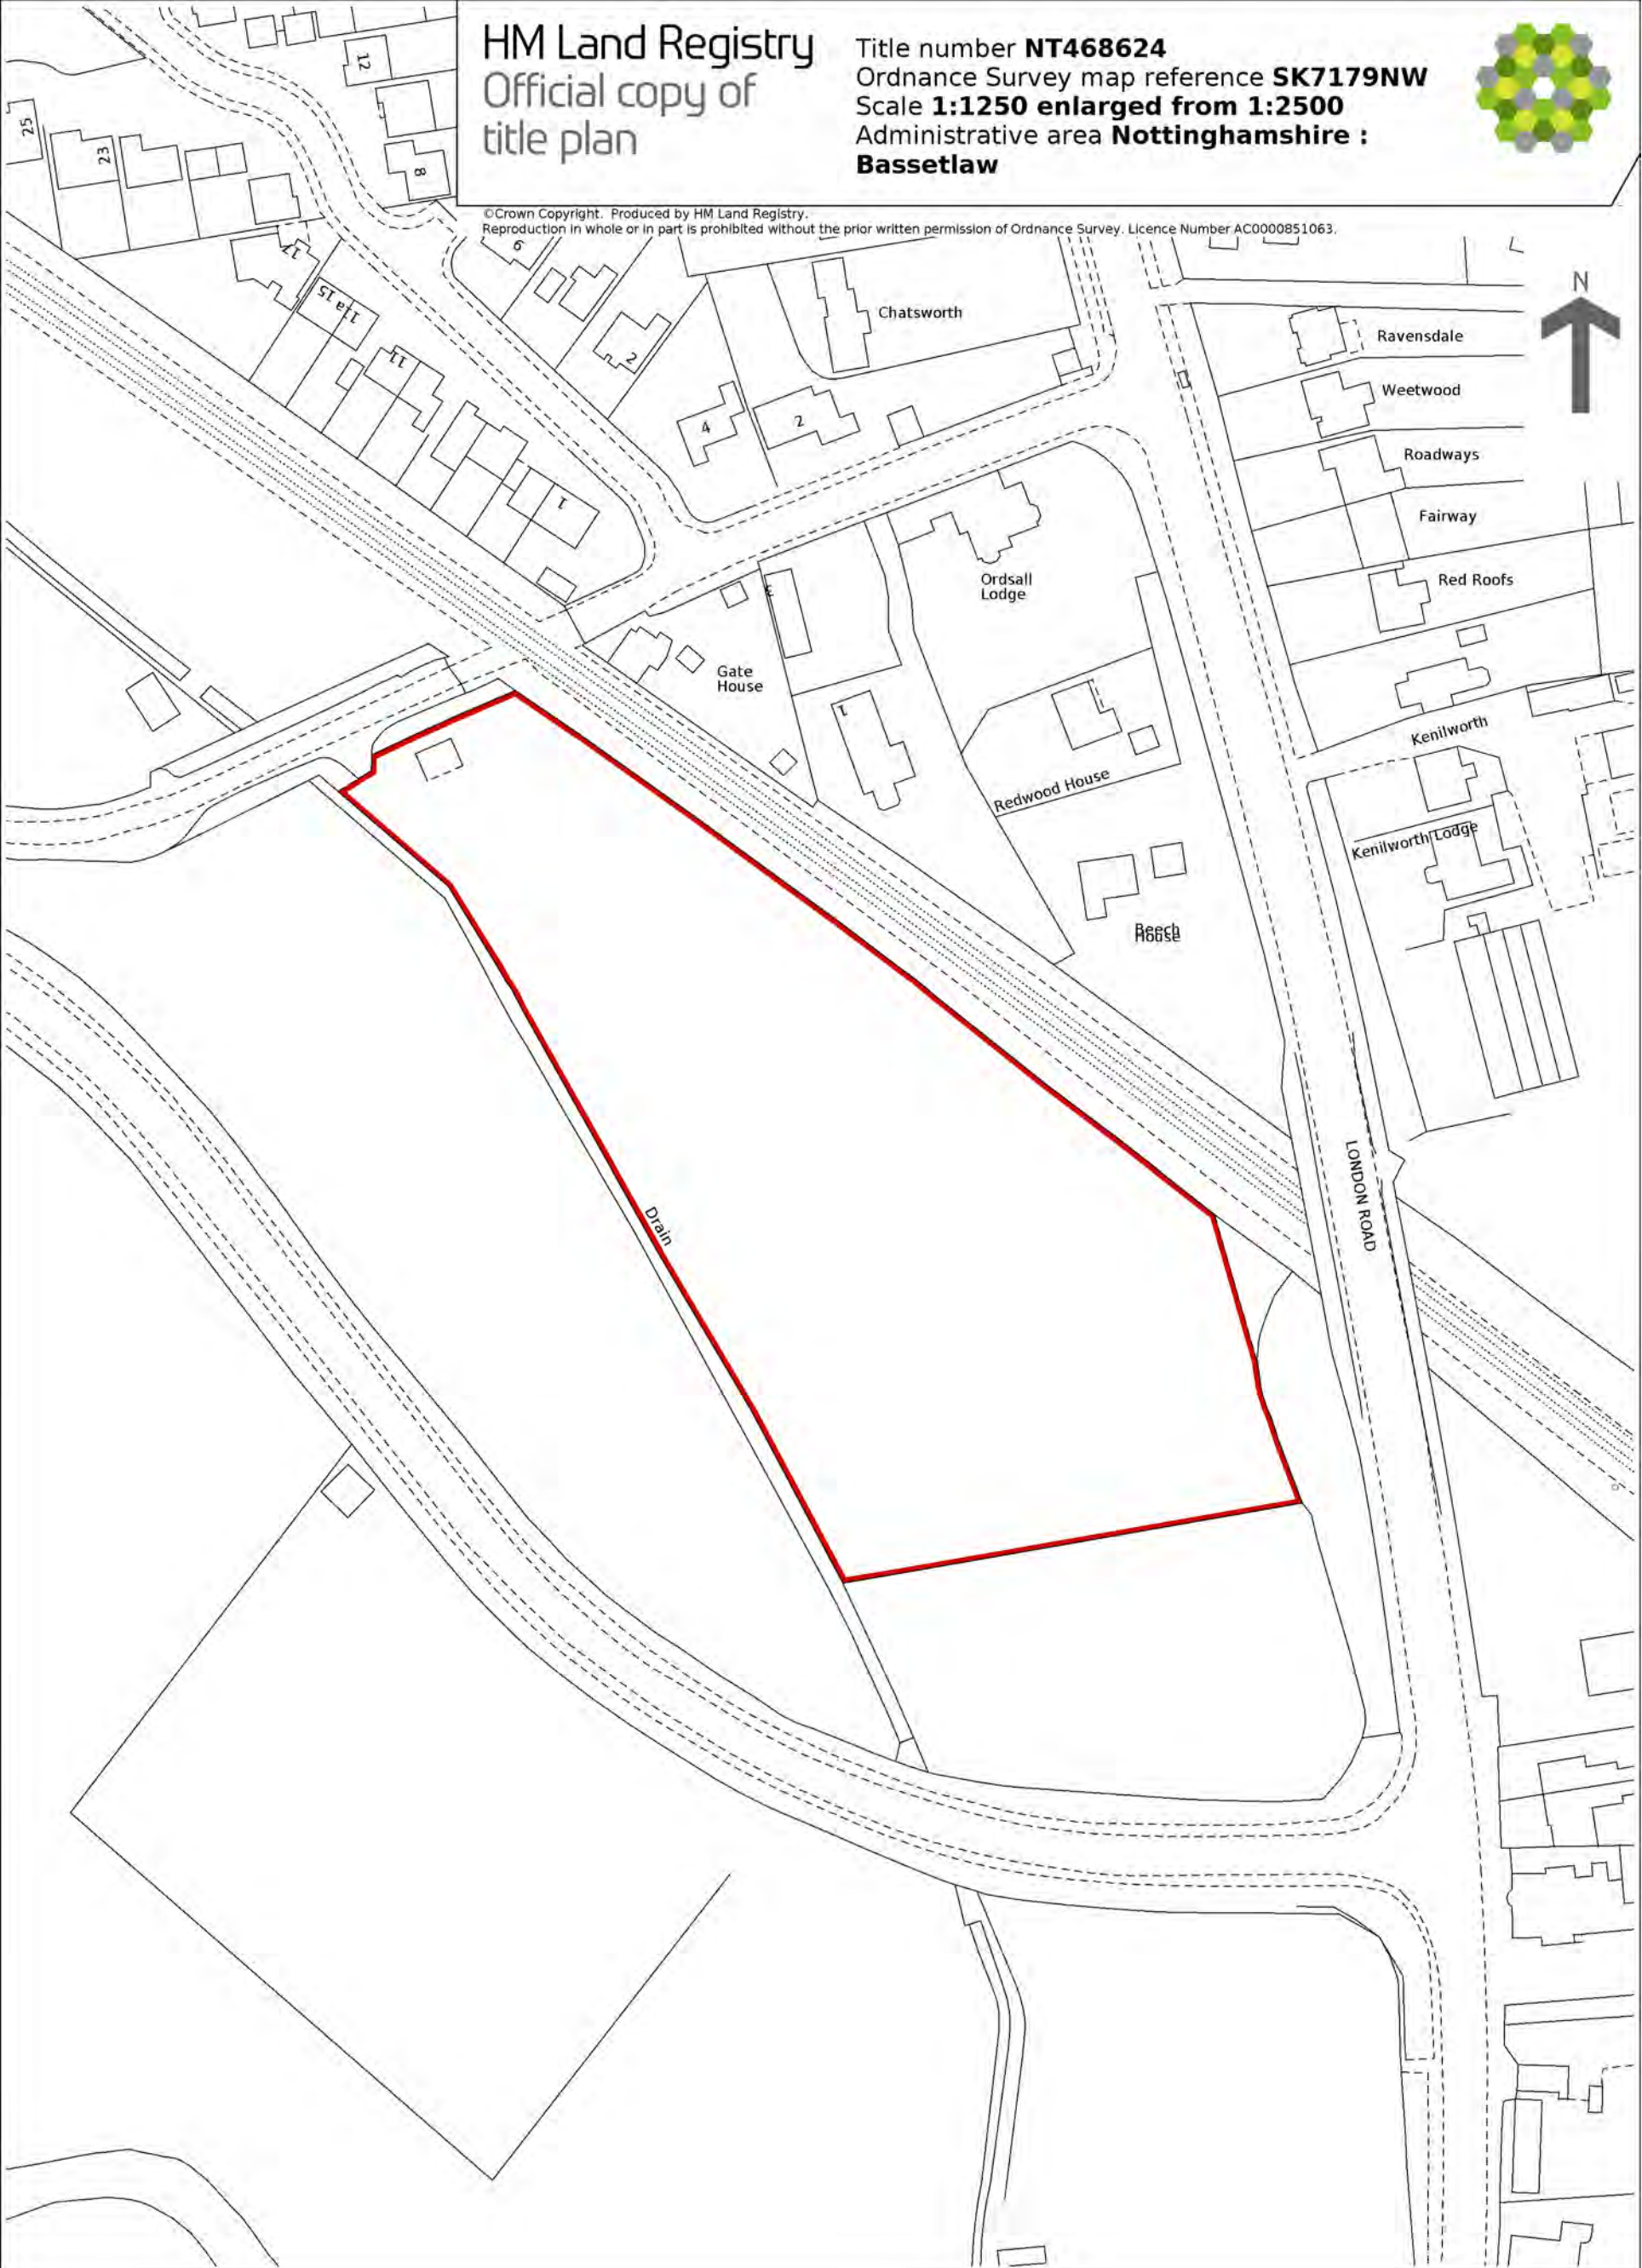 HM Land Registry
Official copy of
title plan
Title number NT468624
Ordnance Survey map reference SK7179NW
Scale 1:1250 enlarged from 1:2500
Administrative area Nottinghamshire :
Bassetlaw
©Crown Copyright. Produced by HM Land Registry.
Reproduction in whole or in part is prohibited without the prior written permission of Ordnance Survey. Licence Number AC0000851063.
N
12
25
23
8
17
6
15
11a
11
2
Chatsworth
4
2
1
Ravensdale
Weetwood
Roadways
Fairway
Red Roofs
3
Ordsall
Lodge
Gate
House
1
Kenilworth
Redwood House
Kenilworth Lodge
Beech
House
LONDON ROAD
Drain